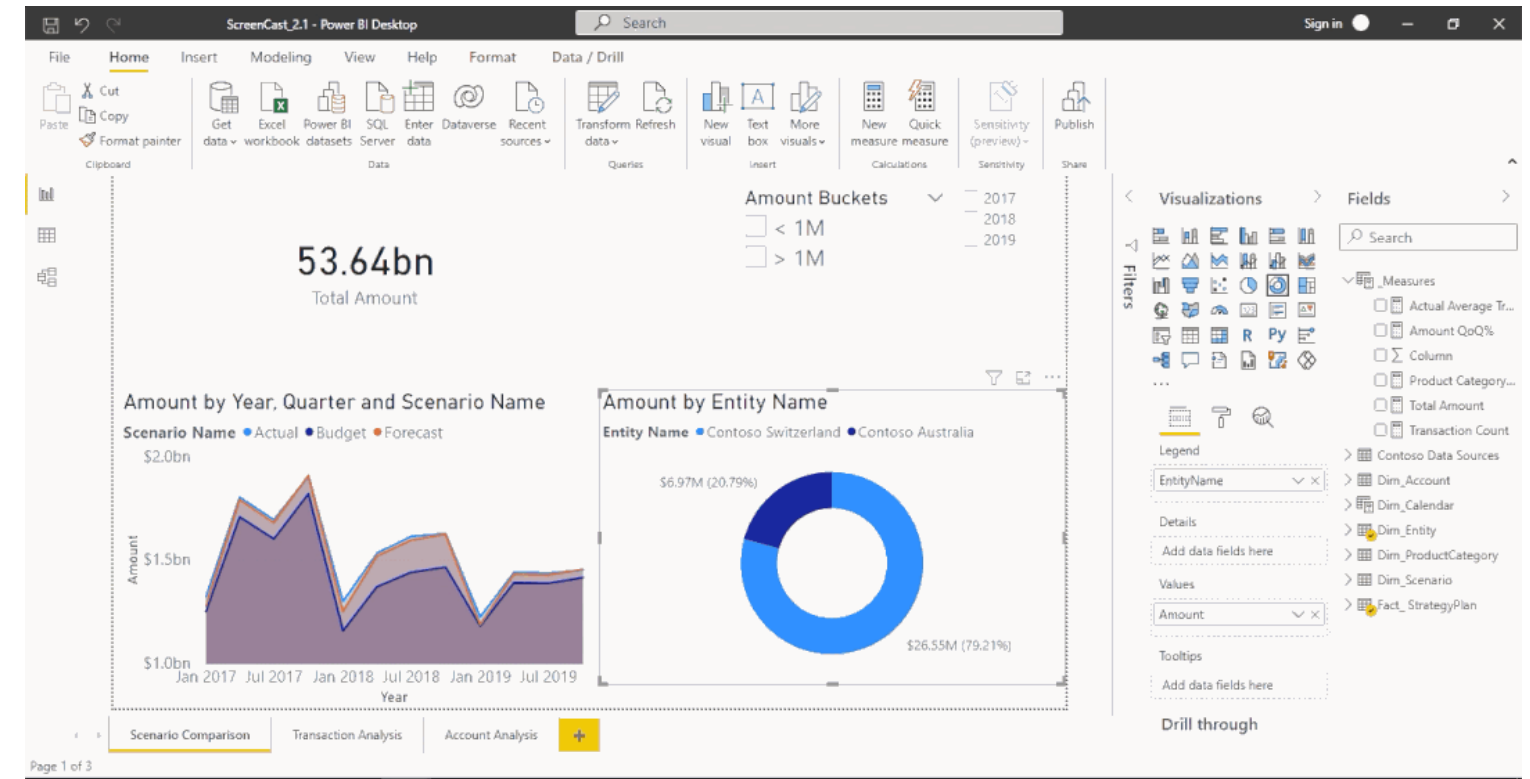 ScreenCast_2.1 - Power BI Desktop
Search
Sign in
File Home Insert Modeling View Help Format Data / Drill
Paste
Cut
Copy
Format painter
Clipboard
Get data
Excel workbook
Power BI datasets
SQL Server
Enter data
Dataverse
Recent sources
Data
Transform data
Refresh
Queries
New visual
Text box
More visuals
Insert
New measure
Quick measure
Calculations
Sensitivity (preview)
Sensitivity
Publish
Share
53.64bn
Total Amount
Amount Buckets
< 1M
> 1M
2017
2018
2019
Amount by Year, Quarter and Scenario Name
Scenario Name Actual Budget Forecast
$2.0bn
$1.5bn
$1.0bn
Amount
Jan 2017 Jul 2017 Jan 2018 Jul 2018 Jan 2019 Jul 2019
Year
Amount by Entity Name
Entity Name Contoso Switzerland Contoso Australia
$6.97M (20.79%)
$26.55M (79.21%)
Filters
Visualizations
R Py
123
Legend
EntityName
Details
Add data fields here
Values
Amount
Tooltips
Add data fields here
Drill through
Fields
Search
_Measures
Actual Average Tr...
Amount QoQ%
Column
Product Category...
Total Amount
Transaction Count
Contoso Data Sources
Dim_Account
Dim_Calendar
Dim_Entity
Dim_ProductCategory
Dim_Scenario
Fact_ StrategyPlan
Scenario Comparison
Transaction Analysis
Account Analysis
Page 1 of 3